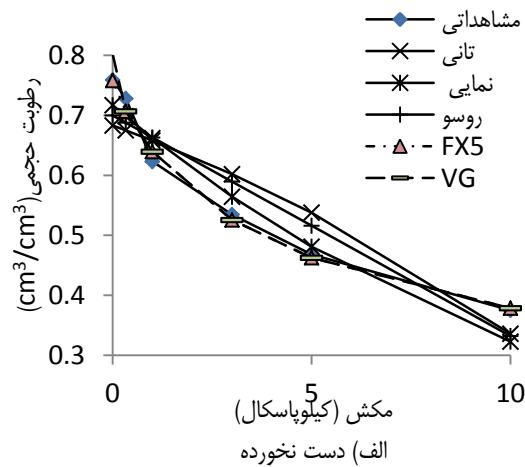 مشاهداتی
تانی
نمایی
روسو
FX5
VG
رطوبت حجمی(cm³/cm³)
0.8
0.7
0.6
0.5
0.4
0.3
0
5
10
مکش (کیلوپاسکال)
الف) دست نخورده